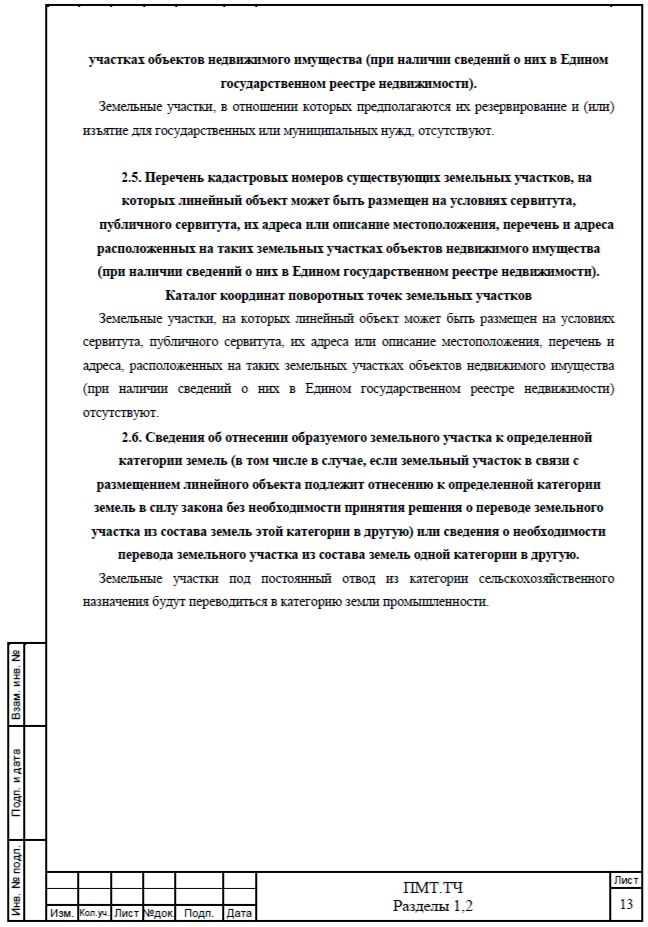 участках объектов недвижимого имущества (при наличии сведений о них в Едином
государственном реестре недвижимости).
Земельные участки, в отношении которых предполагаются их резервирование и (или)
изъятие для государственных или муниципальных нужд, отсутствуют.
2.5. Перечень кадастровых номеров существующих земельных участков, на
которых линейный объект может быть размещен на условиях сервитута,
публичного сервитута, их адреса или описание местоположения, перечень и адреса
расположенных на таких земельных участках объектов недвижимого имущества
(при наличии сведений о них в Едином государственном реестре недвижимости).
Каталог координат поворотных точек земельных участков
Земельные участки, на которых линейный объект может быть размещен на условиях
сервитута, публичного сервитута, их адреса или описание местоположения, перечень и
адреса, расположенных на таких земельных участках объектов недвижимого имущества
(при наличии сведений о них в Едином государственном реестре недвижимости)
отсутствуют.
2.6. Сведения об отнесении образуемого земельного участка к определенной
категории земель (в том числе в случае, если земельный участок в связи с
размещением линейного объекта подлежит отнесению к определенной категории
земель в силу закона без необходимости принятия решения о переводе земельного
участка из состава земель этой категории в другую) или сведения о необходимости
перевода земельного участка из состава земель одной категории в другую.
Земельные участки под постоянный отвод из категории сельскохозяйственного
назначения будут переводиться в категорию земли промышленности.
Взам. инв. №
Подп. и дата
Инв. № подл.
Изм. Кол.уч. Лист №док. Подп. Дата
ПМТ.ТЧ
Разделы 1,2
Лист
13